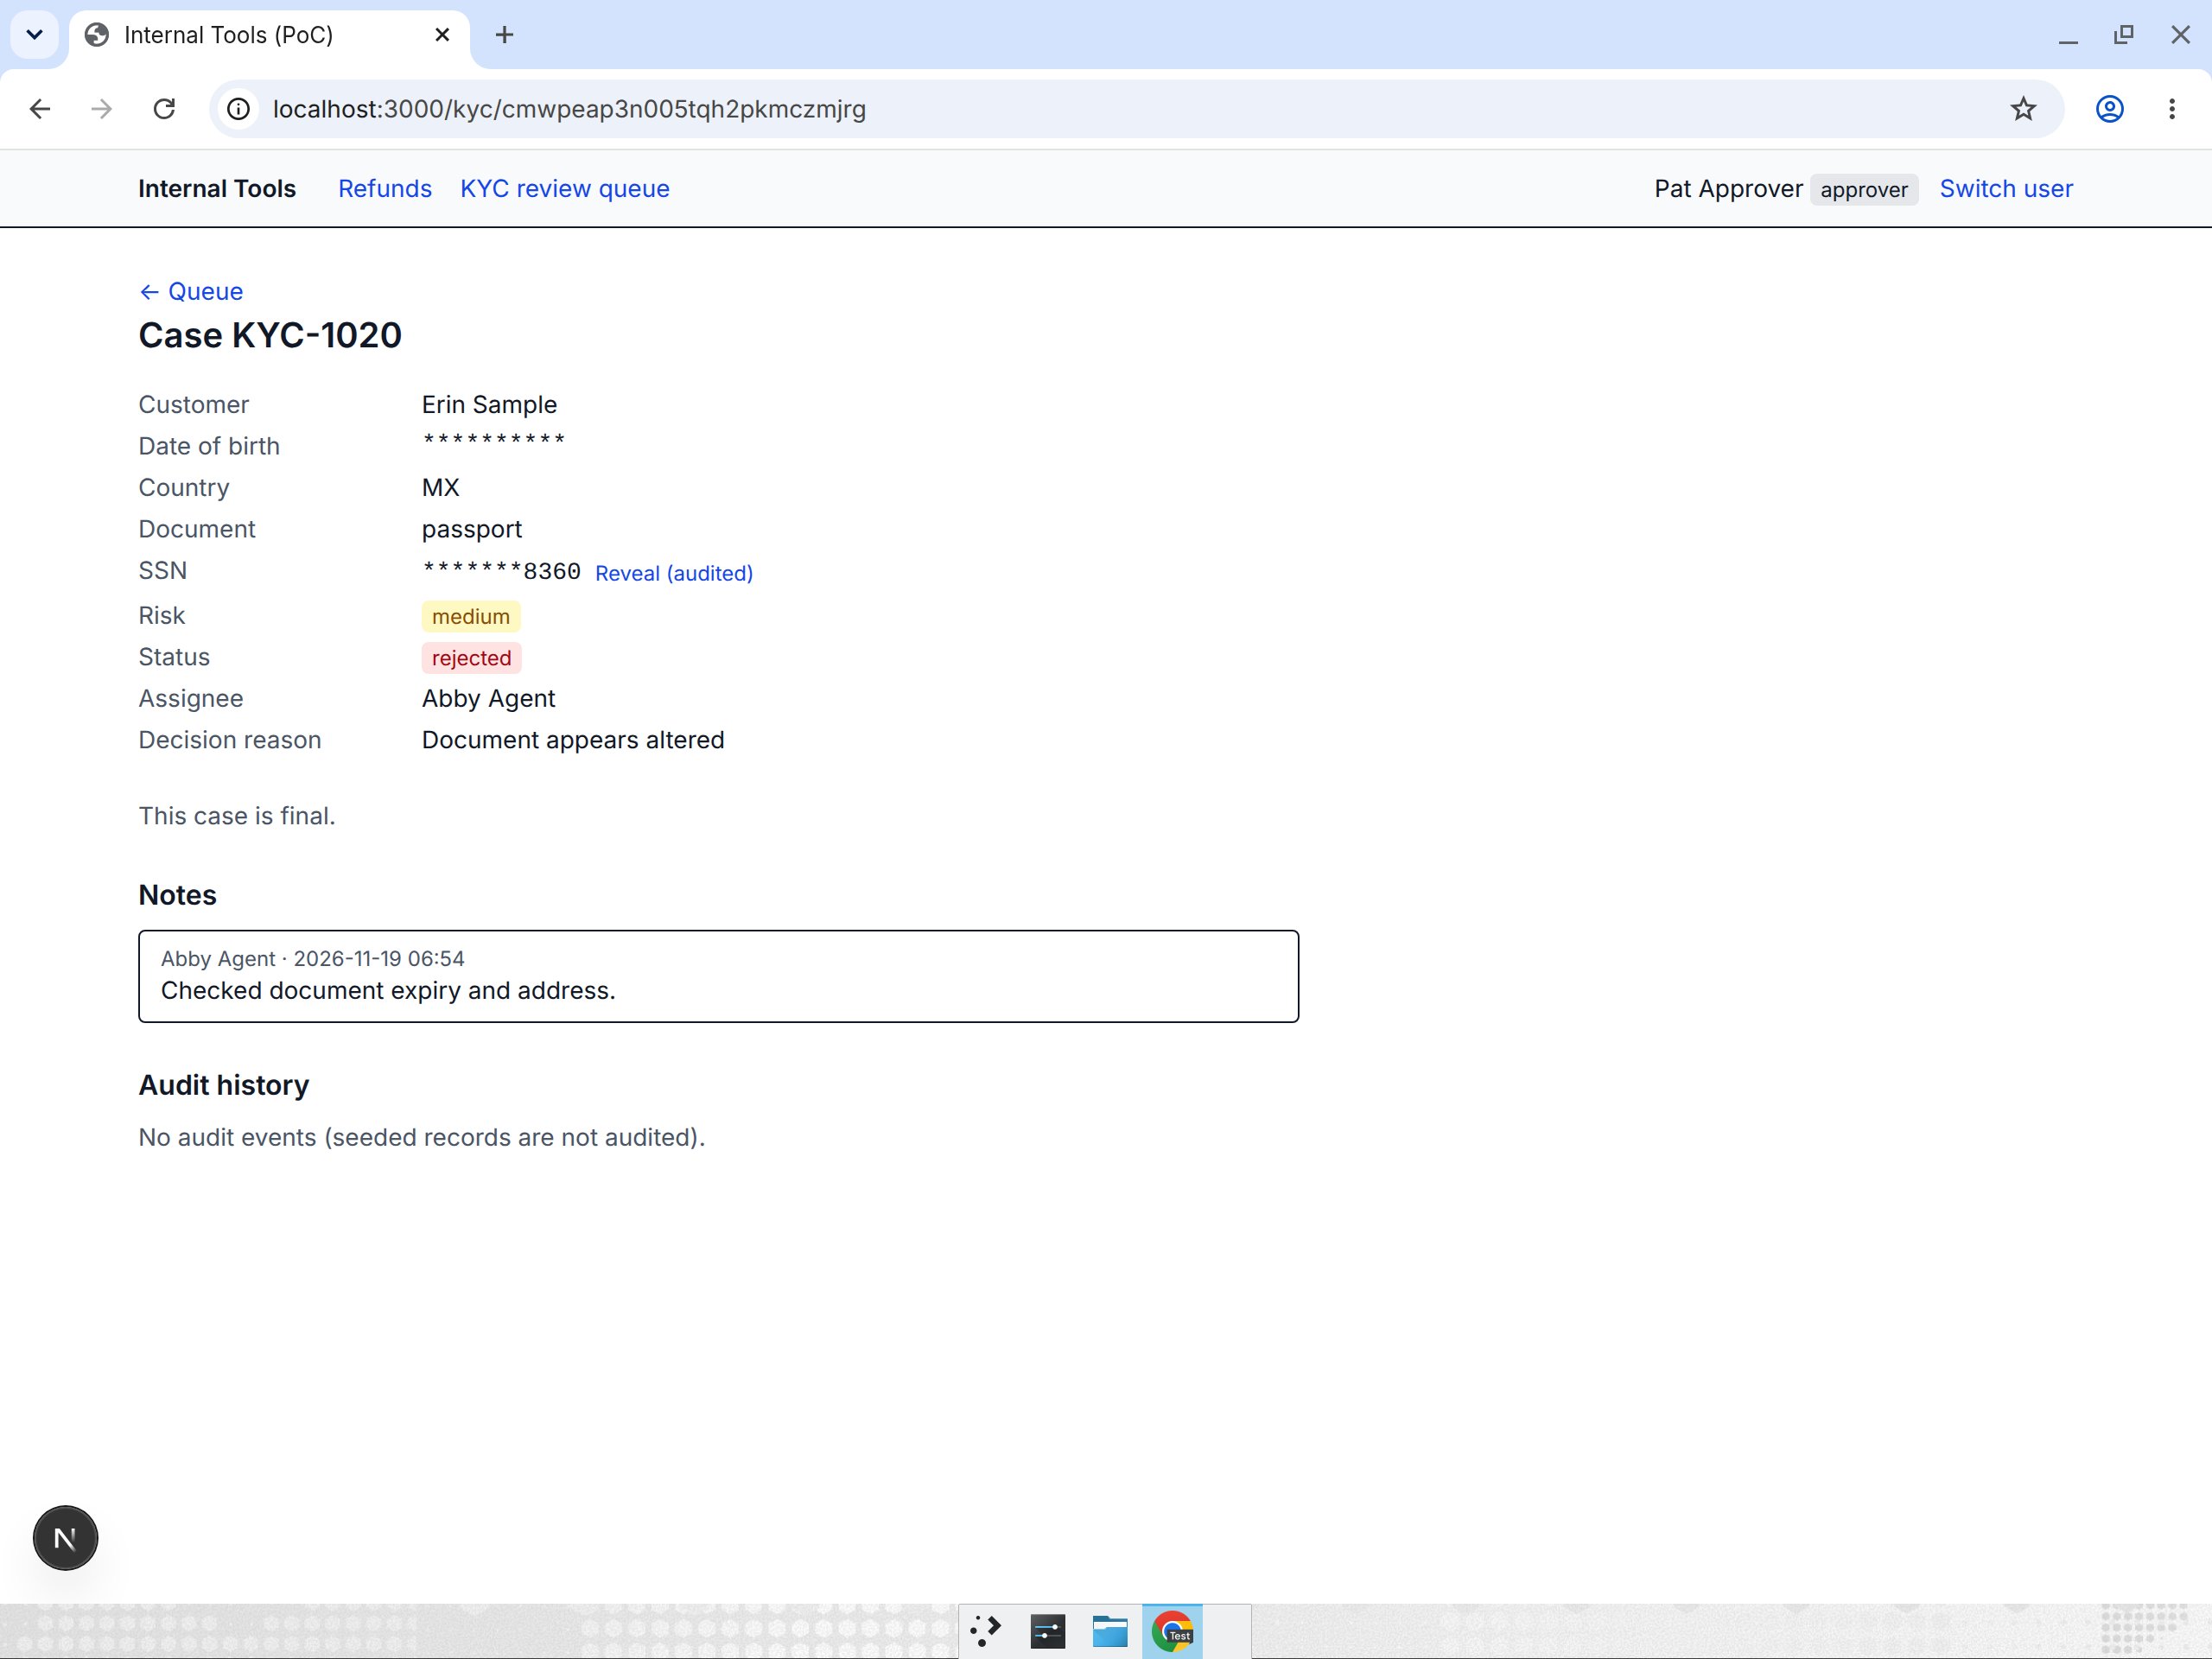 Internal Tools (PoC)
localhost:3000/kyc/cmwpeap3n005tqh2pkmczmjrg
Internal Tools Refunds KYC review queue Pat Approver approver Switch user
← Queue
Case KYC-1020
Customer Erin Sample
Date of birth **********
Country MX
Document passport
SSN *******8360 Reveal (audited)
Risk medium
Status rejected
Assignee Abby Agent
Decision reason Document appears altered
This case is final.
Notes
Abby Agent · 2026-11-19 06:54
Checked document expiry and address.
Audit history
No audit events (seeded records are not audited).
N
Test